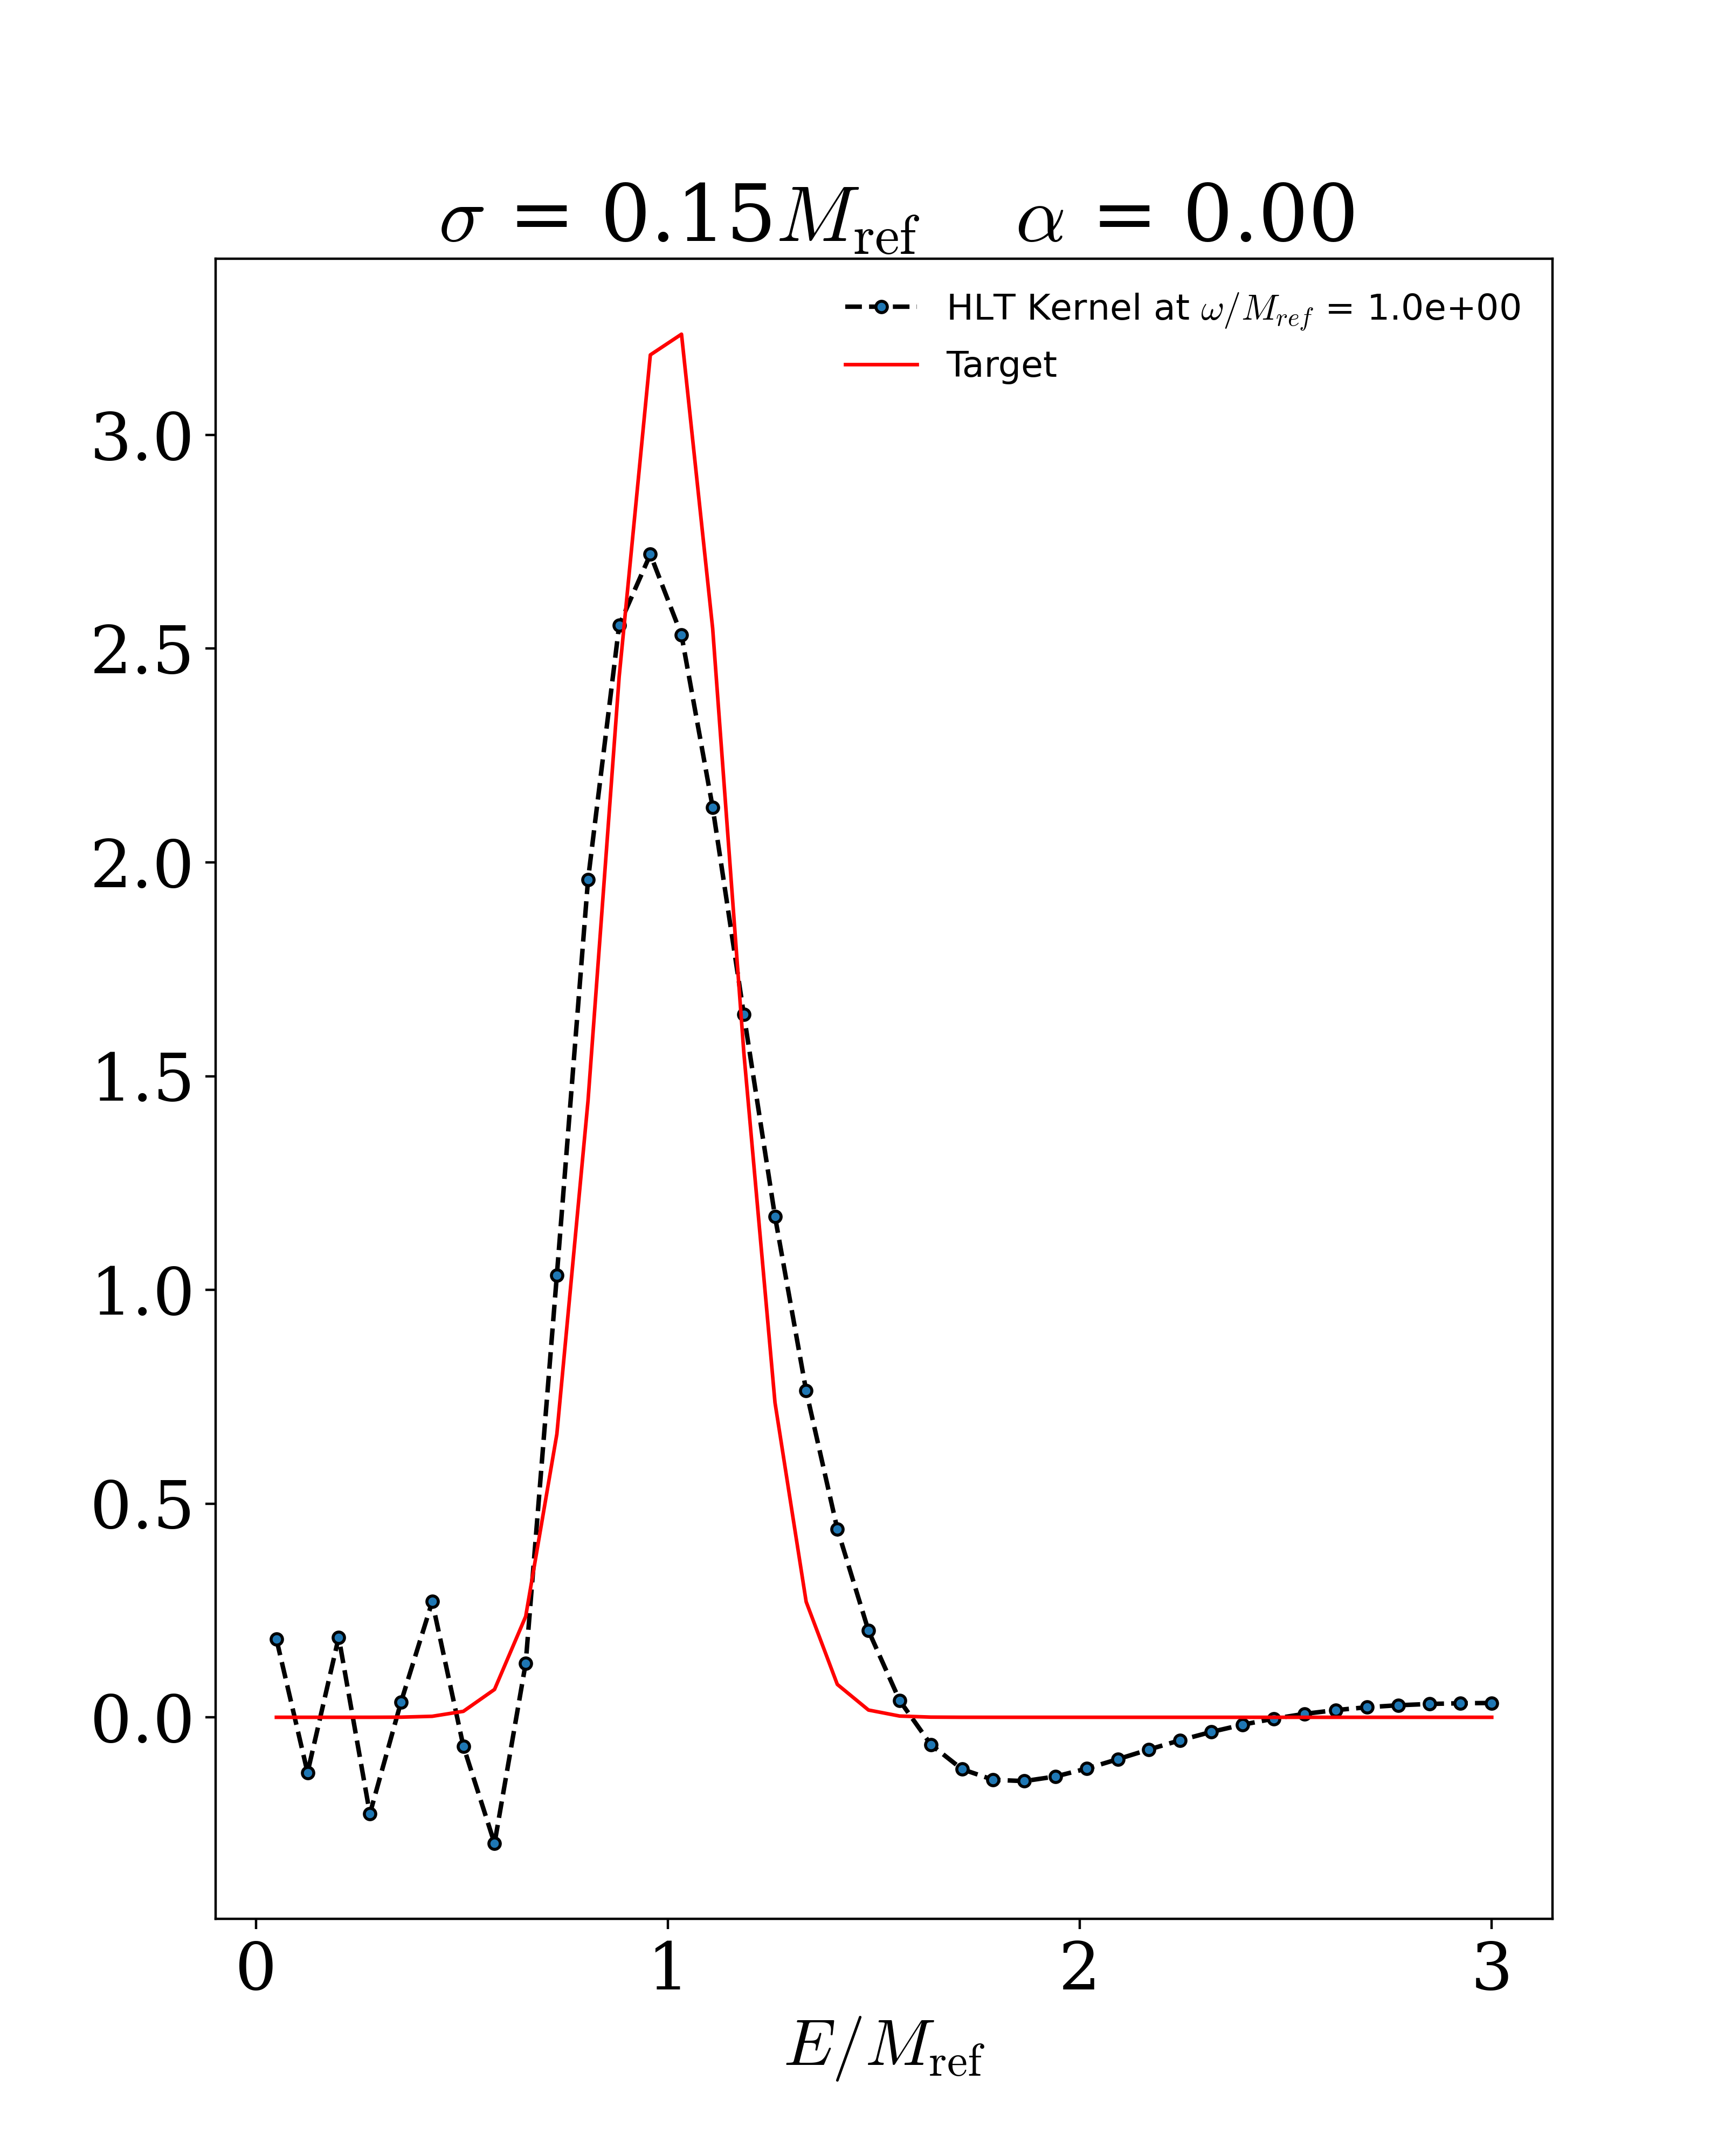 σ = 0.15M_ref α = 0.00
HLT Kernel at ω/M_ref = 1.0e+00
Target
3.0
2.5
2.0
1.5
1.0
0.5
0.0
0 1 2 3
E/M_ref